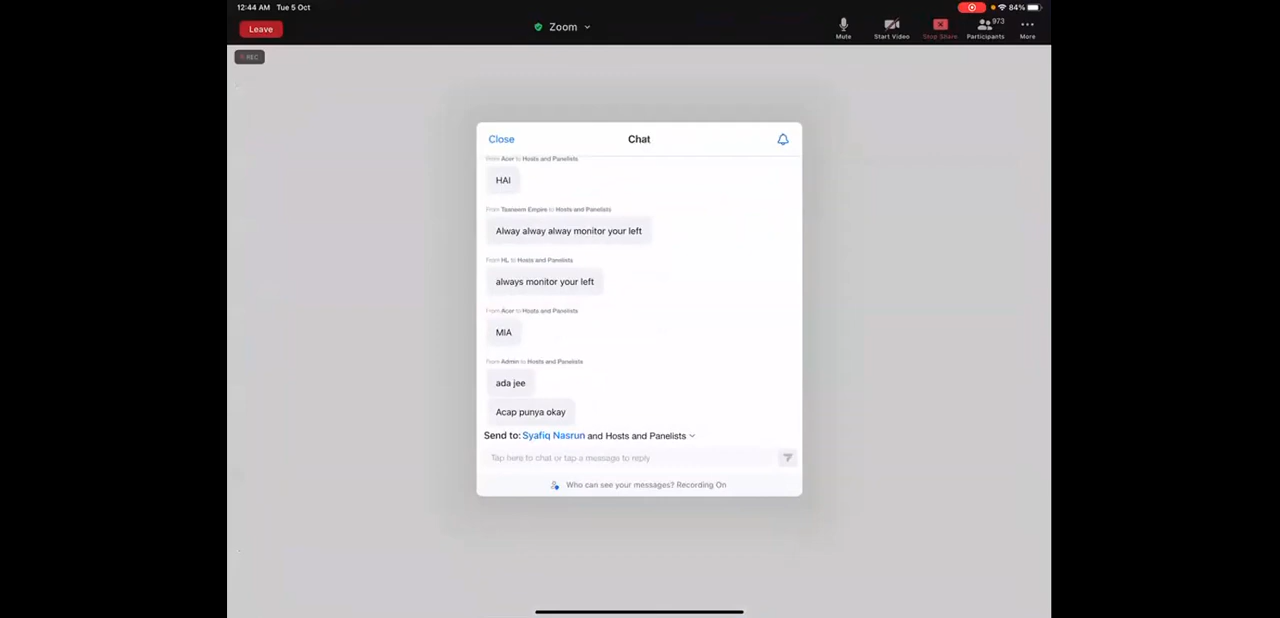 12:44 AM Tue 5 Oct
84%
Leave
Zoom
Mute
Start Video
Stop Share
973
Participants
More
REC
Close
Chat
From Acer to Hosts and Panelists
HAI
From Tsaneem Empire to Hosts and Panelists
Alway alway alway monitor your left
From HL to Hosts and Panelists
always monitor your left
From Acer to Hosts and Panelists
MIA
From Admin to Hosts and Panelists
ada jee
Acap punya okay
Send to: Syafiq Nasrun and Hosts and Panelists
Tap here to chat or tap a message to reply
Who can see your messages? Recording On